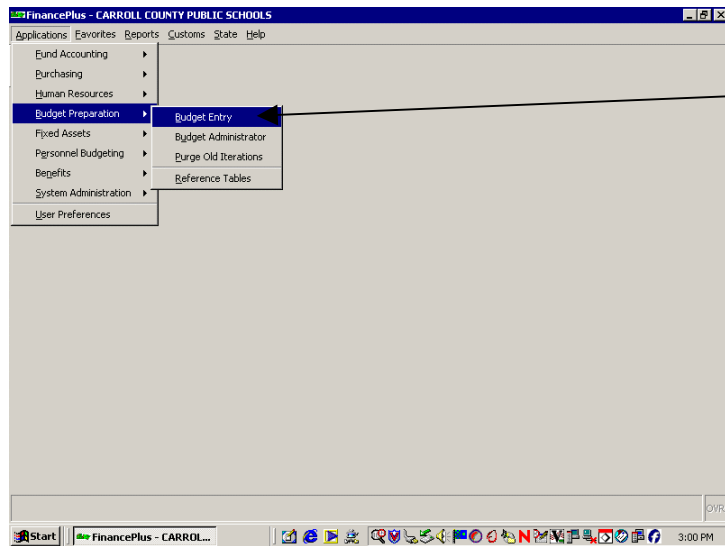 FinancePlus - CARROLL COUNTY PUBLIC SCHOOLS
Applications Favorites Reports Customs State Help
Fund Accounting
Purchasing
Human Resources
Budget Preparation
Fixed Assets
Personnel Budgeting
Benefits
System Administration
User Preferences
Budget Entry
Budget Administrator
Purge Old Iterations
Reference Tables
OVR
Start FinancePlus - CARROL... 3:00 PM